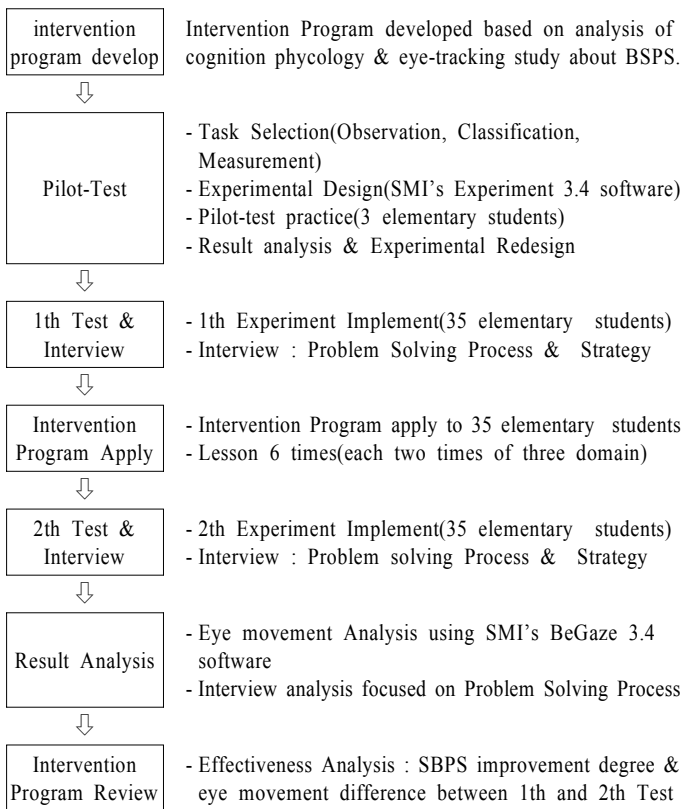 intervention
program develop
Intervention Program developed based on analysis of
cognition phycology & eye-tracking study about BSPS.
⇩
Pilot-Test
- Task Selection(Observation, Classification,
Measurement)
- Experimental Design(SMI's Experiment 3.4 software)
- Pilot-test practice(3 elementary students)
- Result analysis & Experimental Redesign
⇩
1th Test &
Interview
- 1th Experiment Implement(35 elementary students)
- Interview : Problem Solving Process & Strategy
⇩
Intervention
Program Apply
- Intervention Program apply to 35 elementary students
- Lesson 6 times(each two times of three domain)
⇩
2th Test &
Interview
- 2th Experiment Implement(35 elementary students)
- Interview : Problem solving Process & Strategy
⇩
Result Analysis
- Eye movement Analysis using SMI's BeGaze 3.4
software
- Interview analysis focused on Problem Solving Process
⇩
Intervention
Program Review
- Effectiveness Analysis : SBPS improvement degree &
eye movement difference between 1th and 2th Test